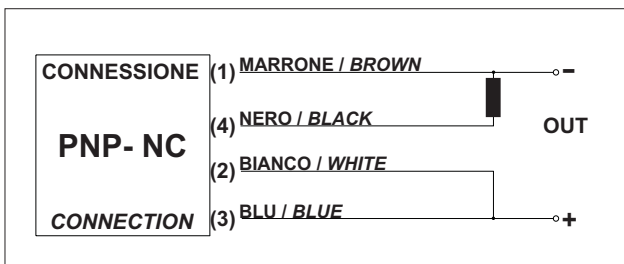 CONNESSIONE (1) MARRONE / BROWN -
(4) NERO / BLACK OUT
PNP- NC
(2) BIANCO / WHITE
CONNECTION (3) BLU / BLUE +